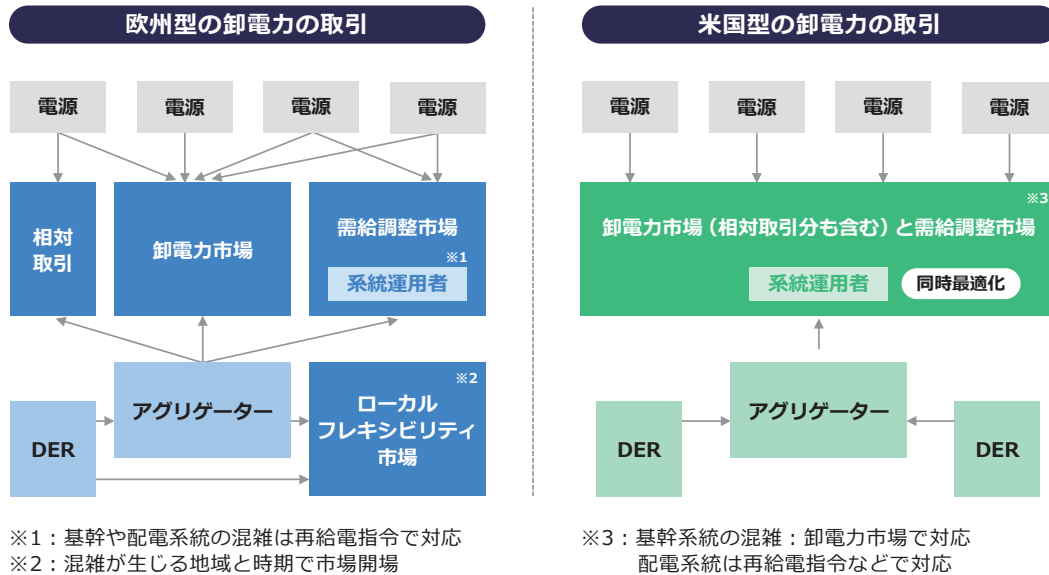 欧州型の卸電力の取引
電源
電源
電源
電源
相対
取引
卸電力市場
需給調整市場
※1
系統運用者
アグリゲーター
DER
※2
ローカル
フレキシビリティ
市場
※1：基幹や配電系統の混雑は再給電指令で対応
※2：混雑が生じる地域と時期で市場開場
米国型の卸電力の取引
電源
電源
電源
電源
※3
卸電力市場（相対取引分も含む）と需給調整市場
系統運用者
同時最適化
アグリゲーター
DER
DER
※3：基幹系統の混雑：卸電力市場で対応
配電系統は再給電指令などで対応